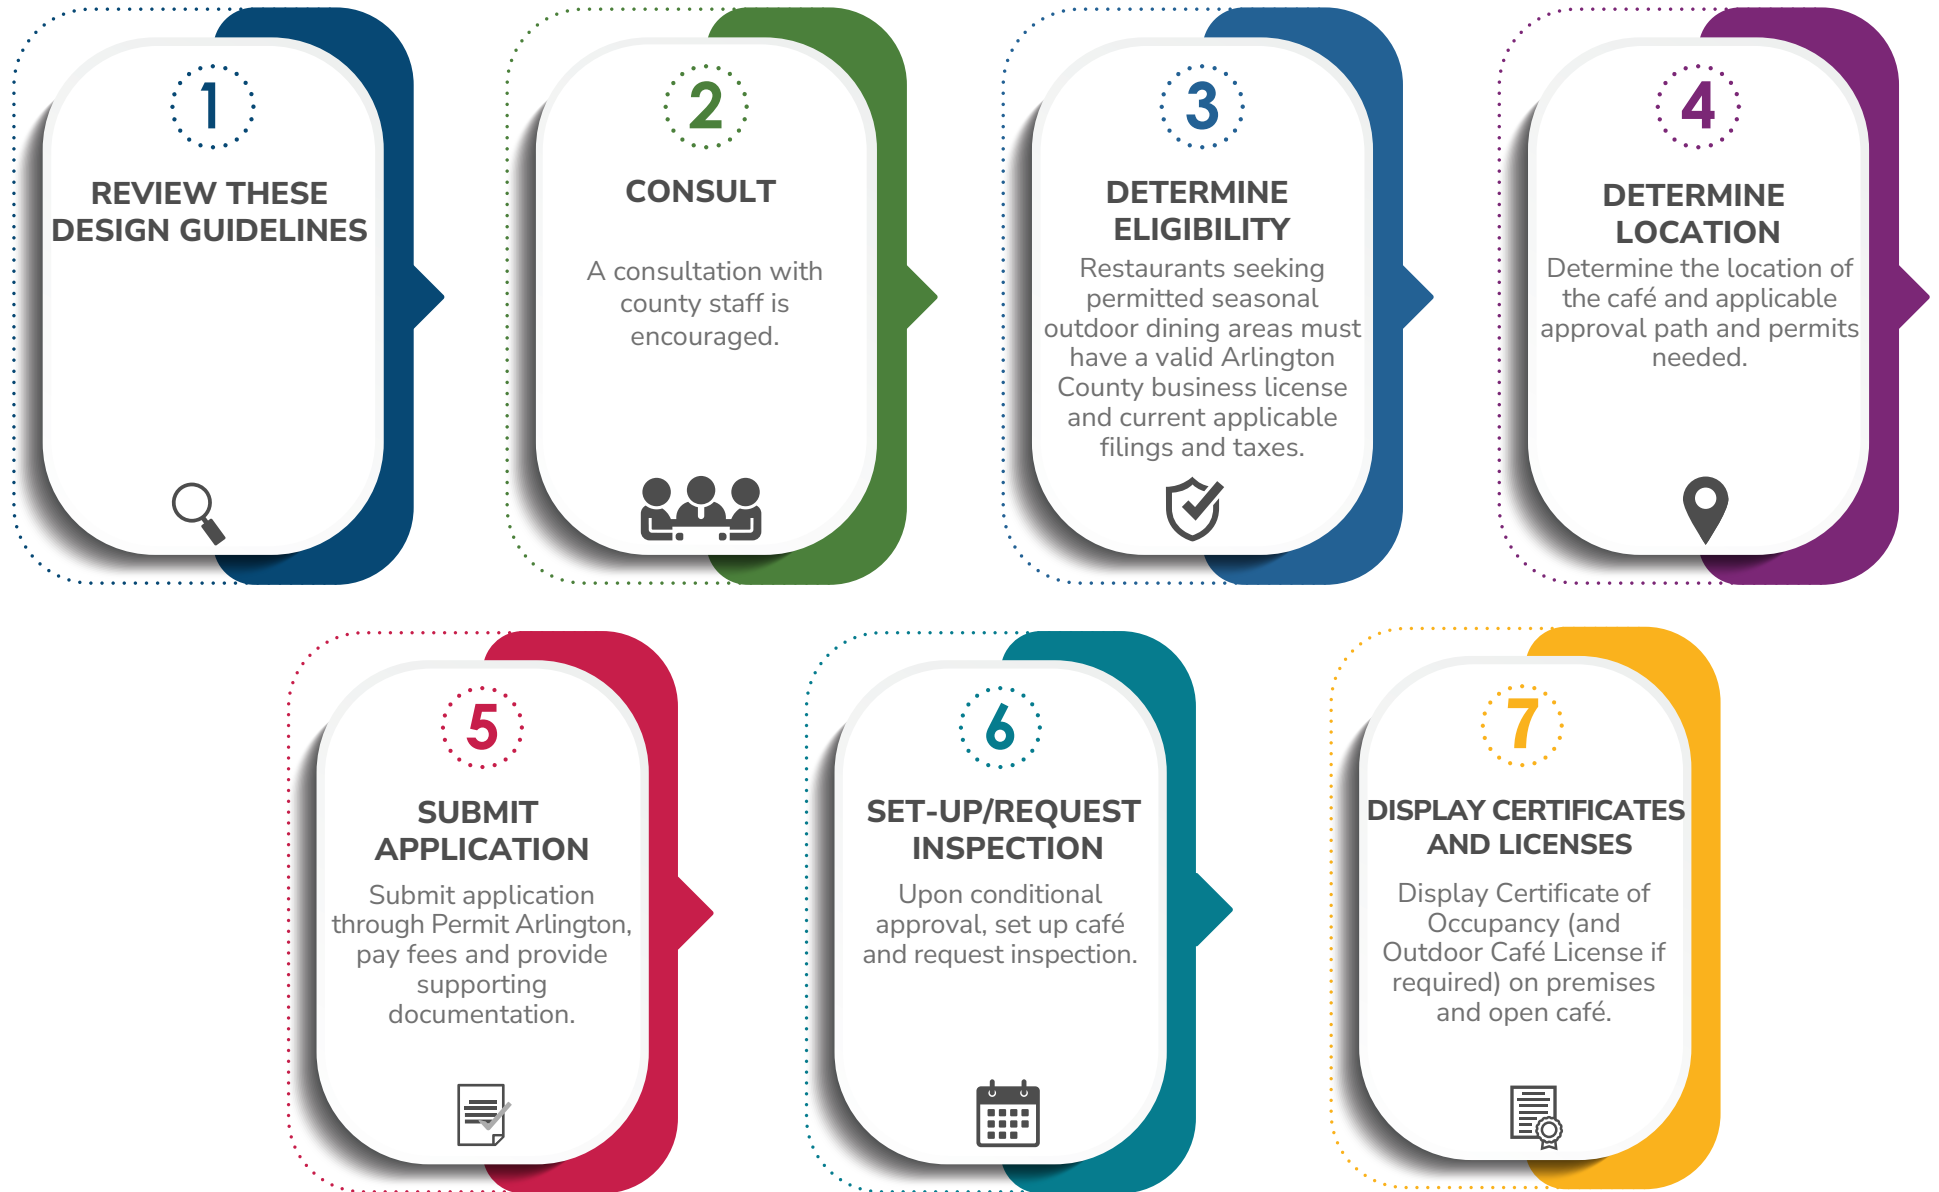 1
REVIEW THESE
DESIGN GUIDELINES
2
CONSULT
A consultation with
county staff is
encouraged.
3
DETERMINE
ELIGIBILITY
Restaurants seeking
permitted seasonal
outdoor dining areas must
have a valid Arlington
County business license
and current applicable
filings and taxes.
4
DETERMINE
LOCATION
Determine the location of
the café and applicable
approval path and permits
needed.
5
SUBMIT
APPLICATION
Submit application
through Permit Arlington,
pay fees and provide
supporting
documentation.
6
SET-UP/REQUEST
INSPECTION
Upon conditional
approval, set up café
and request inspection.
7
DISPLAY CERTIFICATES
AND LICENSES
Display Certificate of
Occupancy (and
Outdoor Café License if
required) on premises
and open café.